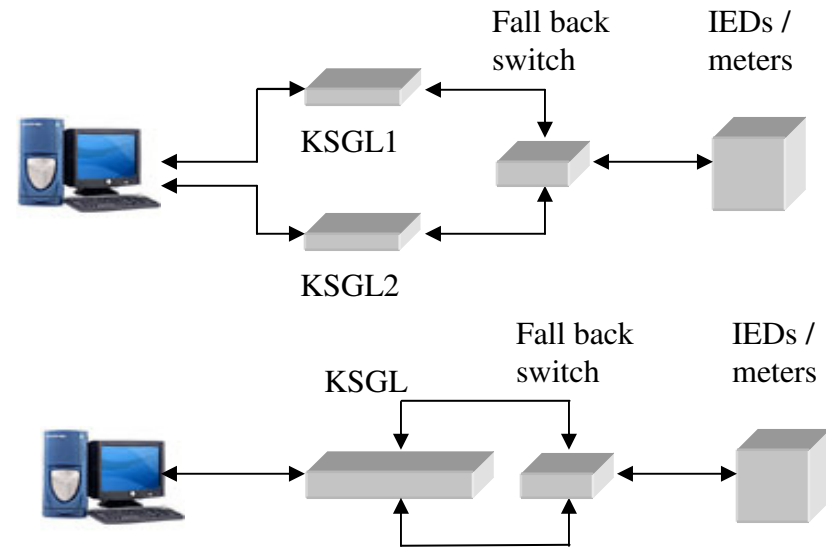 Fall back
switch
IEDs /
meters
KSGL1
KSGL2
Fall back
switch
IEDs /
meters
KSGL